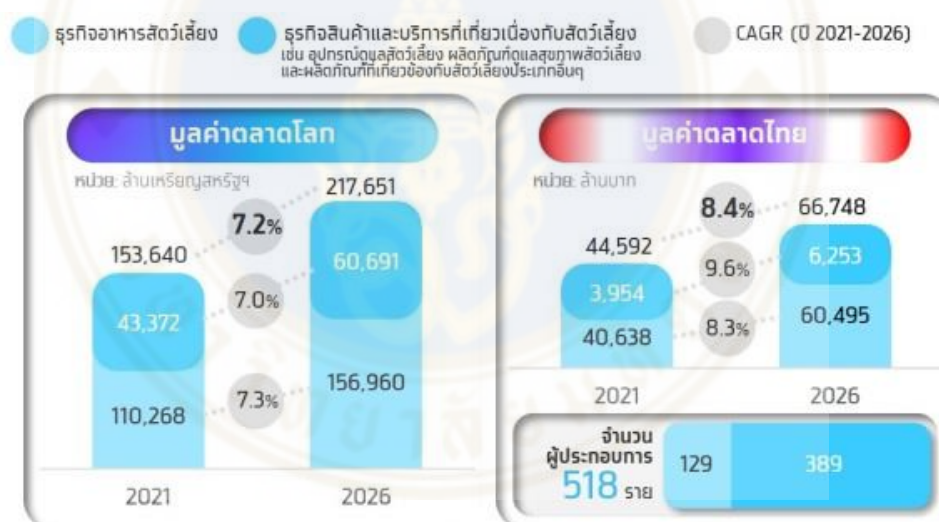 ธุรกิจอาหารสัตว์เลี้ยง
ธุรกิจสินค้าและบริการที่เกี่ยวเนื่องกับสัตว์เลี้ยง
เช่น อุปกรณ์ดูแลสัตว์เลี้ยง ผลิตภัณฑ์ดูแลสุขภาพสัตว์เลี้ยง
และผลิตภัณฑ์ที่เกี่ยวข้องกับสัตว์เลี้ยงประเภทอื่นๆ
CAGR (ปี 2021-2026)
มูลค่าตลาดโลก
หน่วย: ล้านเหรียญสหรัฐฯ
217,651
7.2%
153,640
60,691
7.0%
43,372
156,960
7.3%
110,268
2021
2026
มูลค่าตลาดไทย
หน่วย: ล้านบาท
8.4%
66,748
44,592
6,253
9.6%
3,954
60,495
8.3%
40,638
2021
2026
จำนวน
ผู้ประกอบการ
518 ราย
129
389